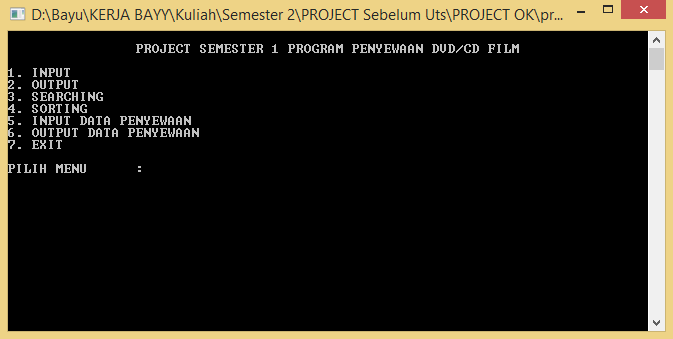 D:\Bayu\KERJA BAYY\Kuliah\Semester 2\PROJECT Sebelum Uts\PROJECT OK\pr...
PROJECT SEMESTER 1 PROGRAM PENYEWAAN DVD/CD FILM
1. INPUT
2. OUTPUT
3. SEARCHING
4. SORTING
5. INPUT DATA PENYEWAAN
6. OUTPUT DATA PENYEWAAN
7. EXIT
PILIH MENU :